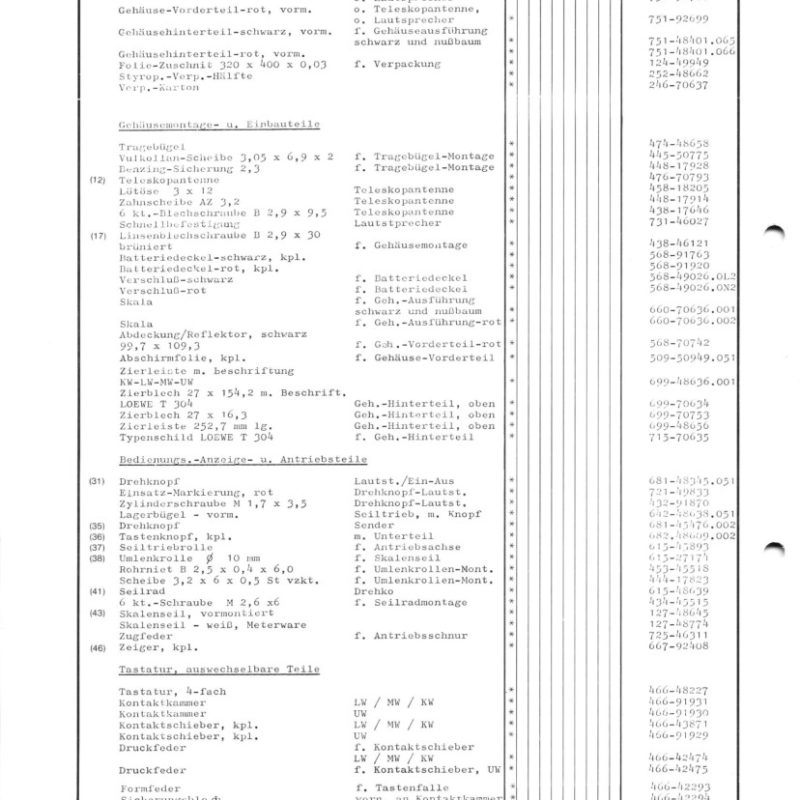 Gehäuse-Vorderteil-rot, vorm. o. Teleskopantenne,
o. Lautsprecher * 751-92699
Gehäusehinterteil-schwarz, vorm. f. Gehäuseausführung
schwarz und nußbaum * 751-48401.065
Gehäusehinterteil-rot, vorm. * 751-48401.066
Folie-Zuschnit 320 x 400 x 0,03 f. Verpackung * 124-49949
Styrop.-Verp.-Hälfte * 252-48662
Verp.-Karton * 246-70637
Gehäusemontage- u. Einbauteile
Tragebügel * 474-48658
Vulkollan-Scheibe 3,05 x 6,9 x 2 f. Tragebügel-Montage * 445-50775
Benzing-Sicherung 2,3 f. Tragebügel-Montage * 448-17928
(12) Teleskopantenne * 476-70793
Lötöse 3 x 12 Teleskopantenne * 458-18205
Zahnscheibe AZ 3,2 Teleskopantenne * 448-17914
6 kt.-Blechschraube B 2,9 x 9,5 Teleskopantenne * 438-17646
Schnellbefestigung Lautsprecher * 731-46027
(17) Linsenblechschraube B 2,9 x 30
brüniert f. Gehäusemontage * 438-46121
Batteriedeckel-schwarz, kpl. * 568-91763
Batteriedeckel-rot, kpl. * 568-91920
Verschluß-schwarz f. Batteriedeckel * 568-49026.0L2
Verschluß-rot f. Batteriedeckel * 568-49026.0N2
Skala f. Geh.-Ausführung
schwarz und nußbaum * 660-70636.001
Skala f. Geh.-Ausführung-rot * 660-70636.002
Abdeckung/Reflektor, schwarz
99,7 x 109,3 f. Geh.-Vorderteil-rot * 568-70742
Abschirmfolie, kpl. f. Gehäuse-Vorderteil * 509-50949.051
Zierleiste m. Beschriftung
KW-LW-MW-UW * 699-48636.001
Zierblech 27 x 154,2 m. Beschrift.
LOEWE T 304 Geh.-Hinterteil, oben * 699-70634
Zierblech 27 x 16,3 Geh.-Hinterteil, oben * 699-70753
Zierleiste 252,7 mm lg. Geh.-Hinterteil, oben * 699-48656
Typenschild LOEWE T 304 f. Geh.-Hinterteil * 715-70635
Bedienungs.-Anzeige- u. Antriebsteile
(31) Drehknopf Lautst./Ein-Aus * 681-48345.051
Einsatz-Markierung, rot Drehknopf-Lautst. * 721-49833
Zylinderschraube M 1,7 x 3,5 Drehknopf-Lautst. * 432-91870
Lagerbügel - vorm. Seiltrieb, m. Knopf * 642-48638.051
(35) Drehknopf Sender * 681-45476.002
(36) Tastenknopf, kpl. m. Unterteil * 682.48609.002
(37) Seiltriebrolle f. Antriebsachse * 615-45893
(38) Umlenkrolle Ø 10 mm f. Skalenseil * 615-27174
Rohrniet B 2,5 x 0,4 x 6,0 f. Umlenkrollen-Mont. * 453-45518
Scheibe 3,2 x 6 x 0,5 St vzkt. f. Umlenkrollen-Mont. * 444-17823
(41) Seilrad Drehko * 615-48639
6 kt.-Schraube M 2,6 x6 f. Seilradmontage * 434-45515
(43) Skalenseil, vormontiert * 127-48645
Skalenseil - weiß, Meterware * 127-48774
Zugfeder f. Antriebsschnur * 725-46311
(46) Zeiger, kpl. * 667-92408
Tastatur, auswechselbare Teile
Tastatur, 4-fach * 466-48227
Kontaktkammer LW / MW / KW * 466-91931
Kontaktkammer UW * 466-91930
Kontaktschieber, kpl. LW / MW / KW * 466-43871
Kontaktschieber, kpl. UW * 466-91929
Druckfeder f. Kontaktschieber
LW / MW / KW * 466-42474
Druckfeder f. Kontaktschieber, UW * 466-42475
Formfeder f. Tastenfalle * 466-42293
vorn. an Kontaktkammer * 466-42294